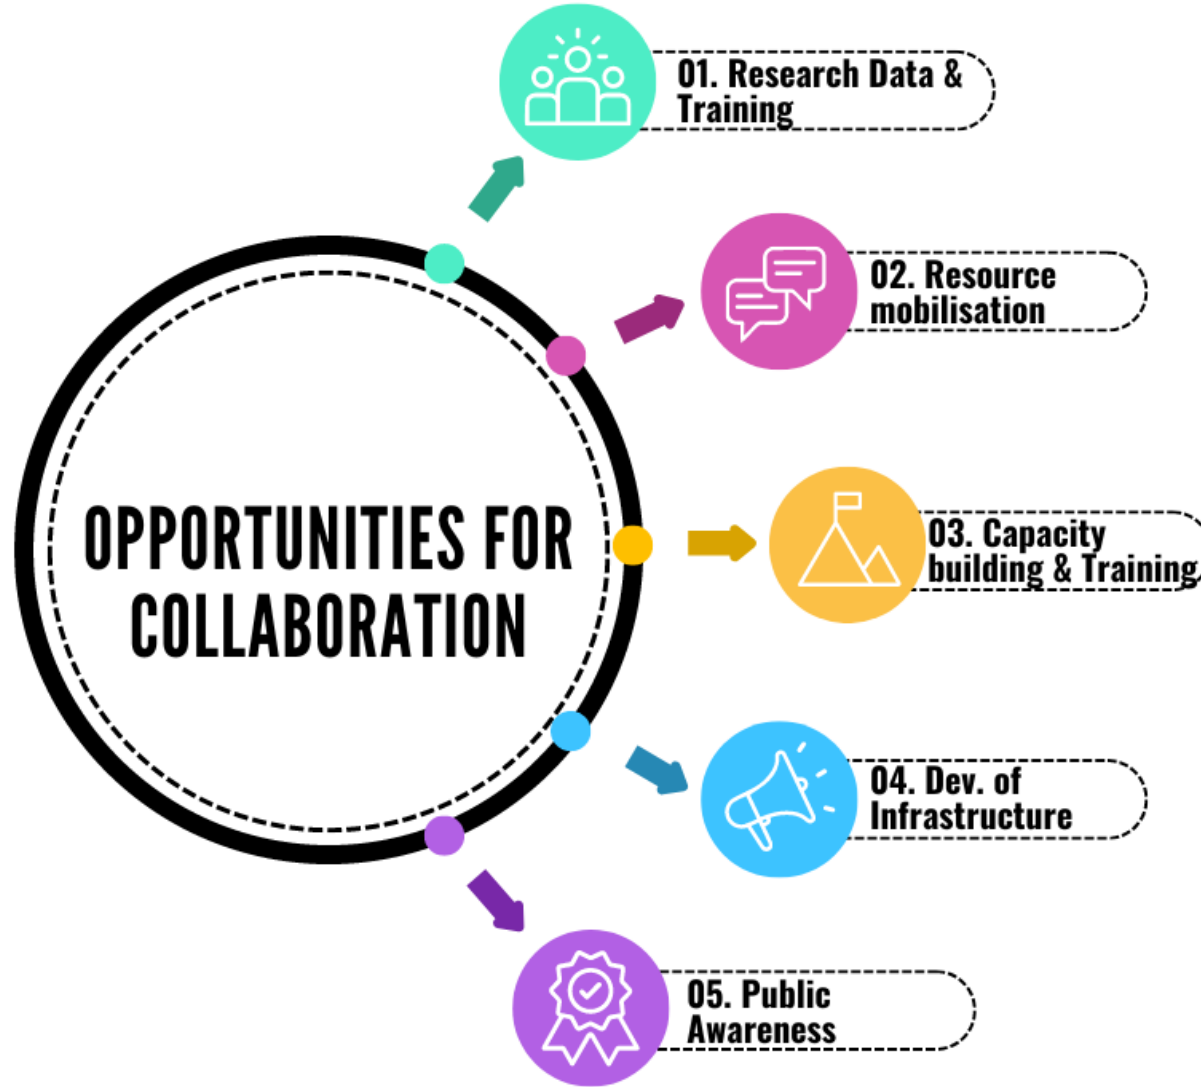 OPPORTUNITIES FOR
COLLABORATION
01. Research Data &
Training
02. Resource
mobilisation
03. Capacity
building & Training
04. Dev. of
Infrastructure
05. Public
Awareness